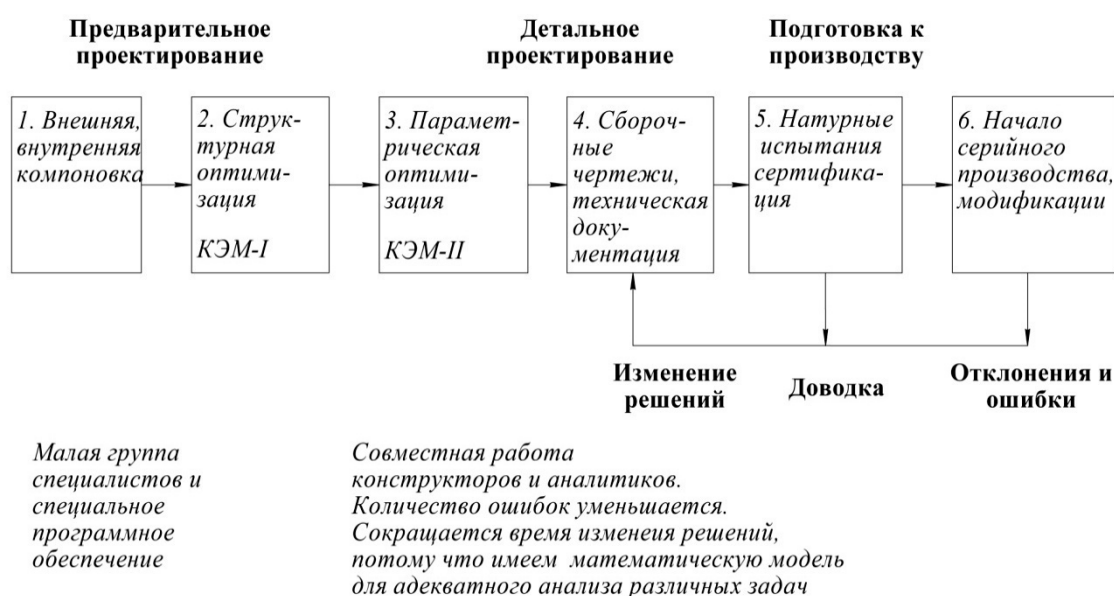 Предварительное
проектирование
Детальное
проектирование
Подготовка к
производству
1. Внешняя,
внутренняя
компоновка
2. Струк-
турная
оптими-
зация
КЭМ-I
3. Парамет-
рическая
оптими-
зация
КЭМ-II
4. Сбороч-
ные
чертежи,
техническая
доку-
ментация
5. Натурные
испытания
сертифика-
ция
6. Начало
серийного
производства,
модификации
Изменение
решений
Доводка
Отклонения и
ошибки
Малая группа
специалистов и
специальное
программное
обеспечение
Совместная работа
конструкторов и аналитиков.
Количество ошибок уменьшается.
Сокращается время изменеия решений,
потому что имеем математическую модель
для адекватного анализа различных задач